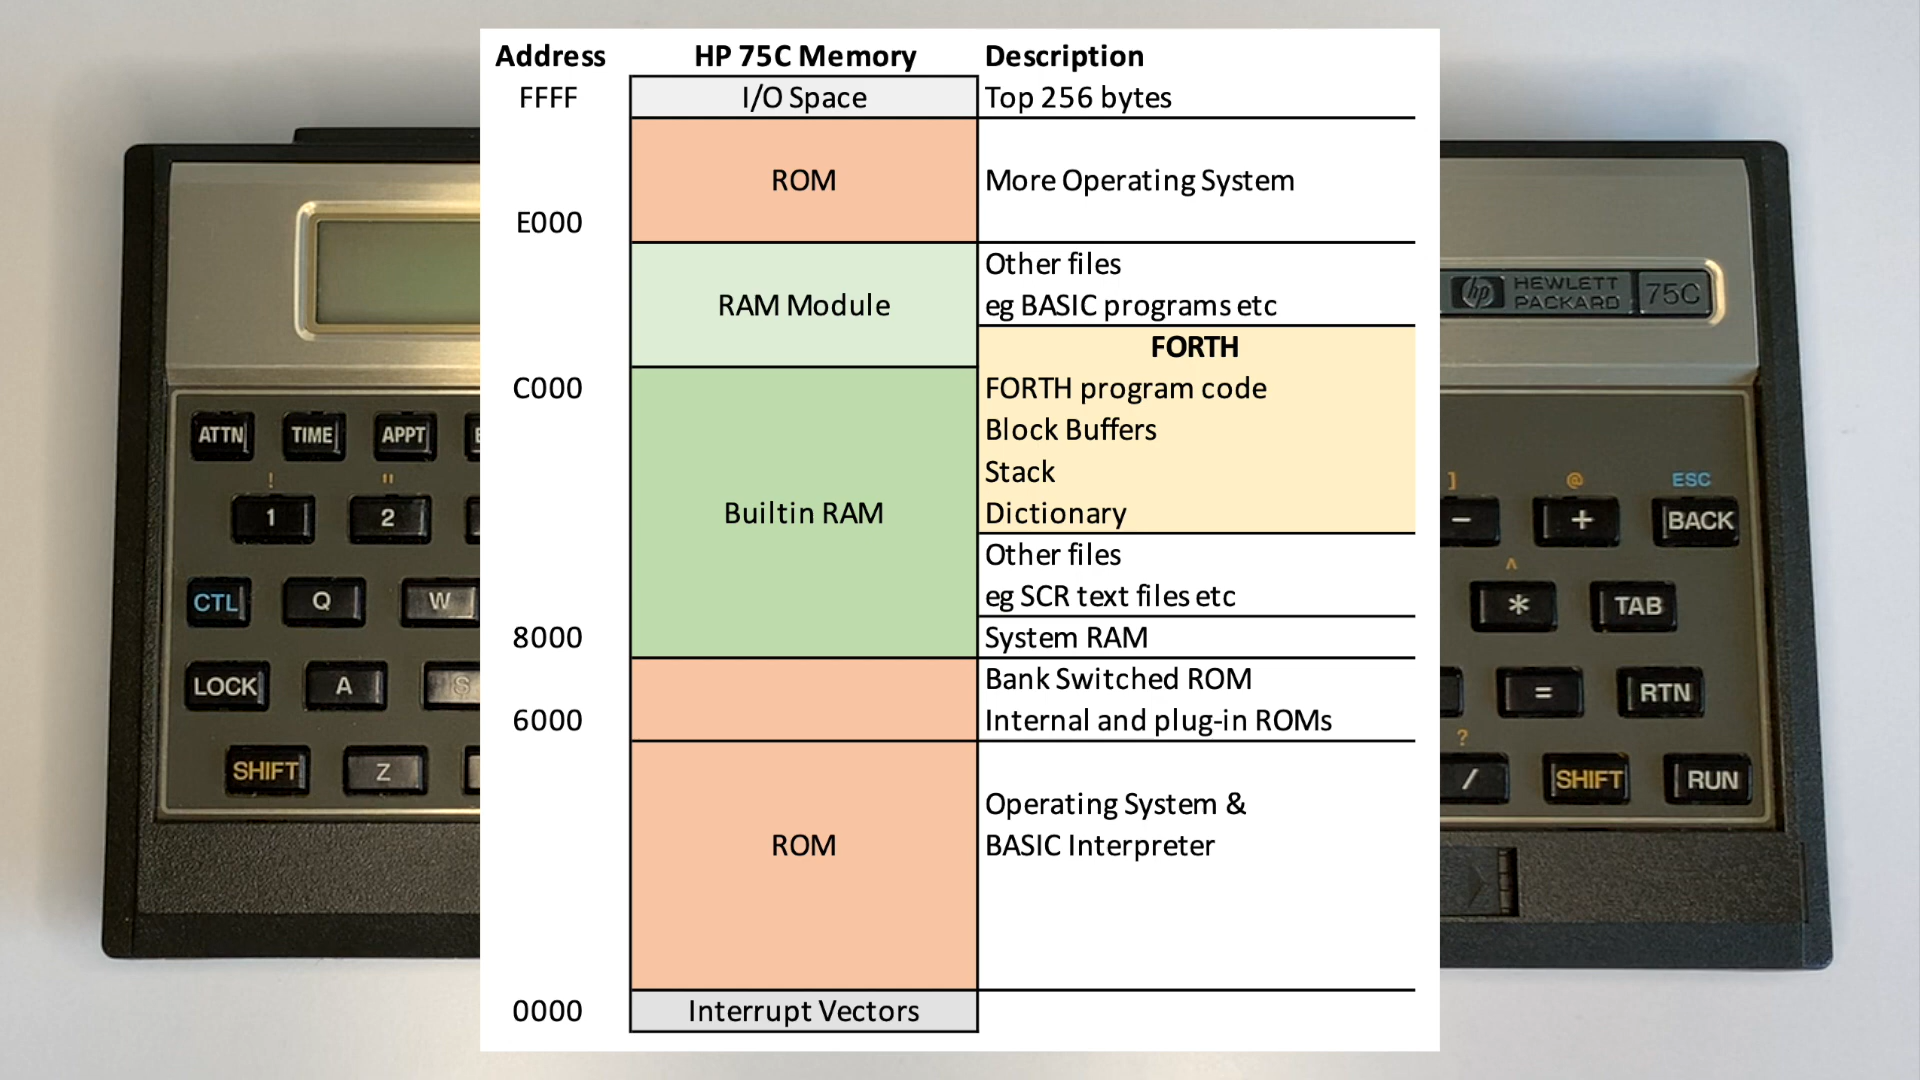 Address HP 75C Memory Description
FFFF I/O Space Top 256 bytes
ROM More Operating System
E000
Other files
RAM Module eg BASIC programs etc
FORTH
C000 FORTH program code
Block Buffers
Stack
Builtin RAM Dictionary
Other files
eg SCR text files etc
8000 System RAM
Bank Switched ROM
6000 Internal and plug-in ROMs
Operating System &
ROM BASIC Interpreter
0000 Interrupt Vectors
hp HEWLETT PACKARD 75C
ATTN TIME APPT
! "
1 2
CTL Q W
LOCK A S
SHIFT Z
] @ ESC
- + BACK
^
* TAB
= RTN
?
/ SHIFT RUN